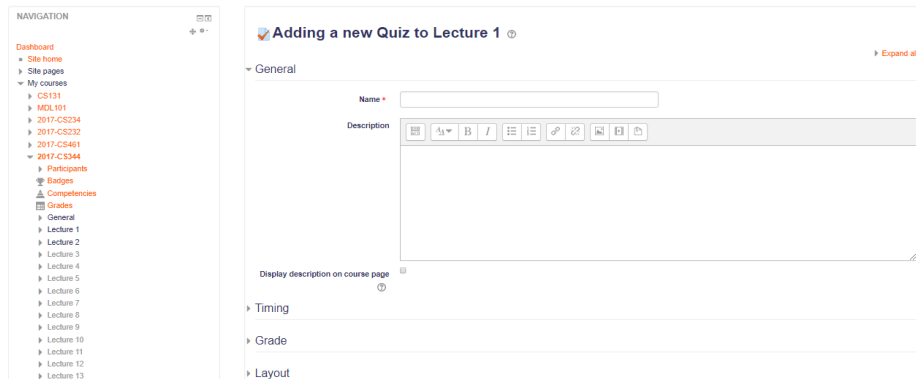 NAVIGATION
Dashboard
Site home
Site pages
My courses
CS131
MDL101
2017-CS234
2017-CS232
2017-CS461
2017-CS344
Participants
Badges
Competencies
Grades
General
Lecture 1
Lecture 2
Lecture 3
Lecture 4
Lecture 5
Lecture 6
Lecture 7
Lecture 8
Lecture 9
Lecture 10
Lecture 11
Lecture 12
Lecture 13
Adding a new Quiz to Lecture 1
Expand al
General
Name *
Description
B I
Display description on course page
Timing
Grade
Layout